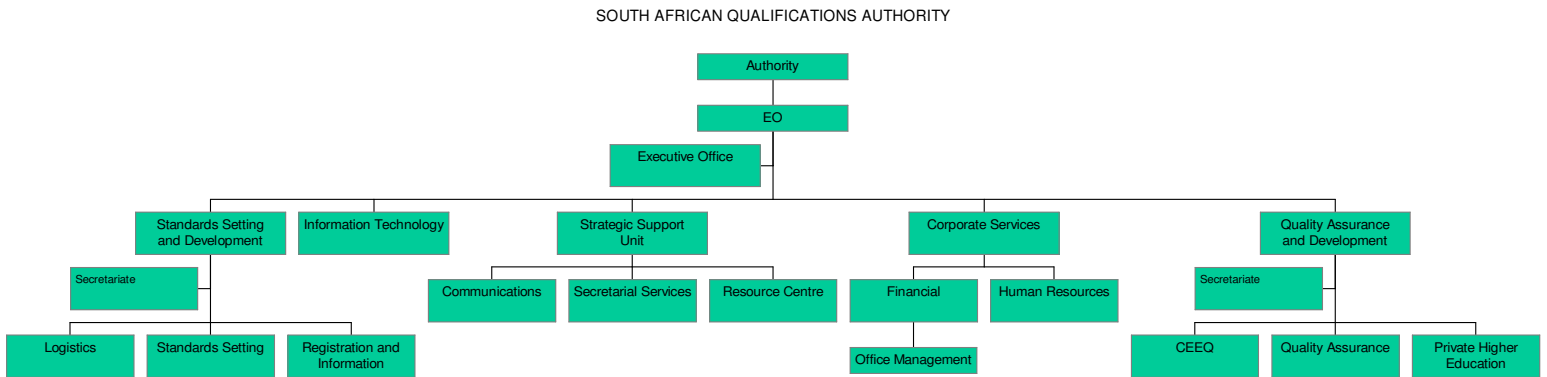 SOUTH AFRICAN QUALIFICATIONS AUTHORITY
Authority
EO
Executive Office
Standards Setting
and Development
Information Technology
Strategic Support
Unit
Corporate Services
Quality Assurance
and Development
Secretariate
Communications
Secretarial Services
Resource Centre
Financial
Human Resources
Secretariate
Logistics
Standards Setting
Registration and
Information
Office Management
CEEQ
Quality Assurance
Private Higher
Education